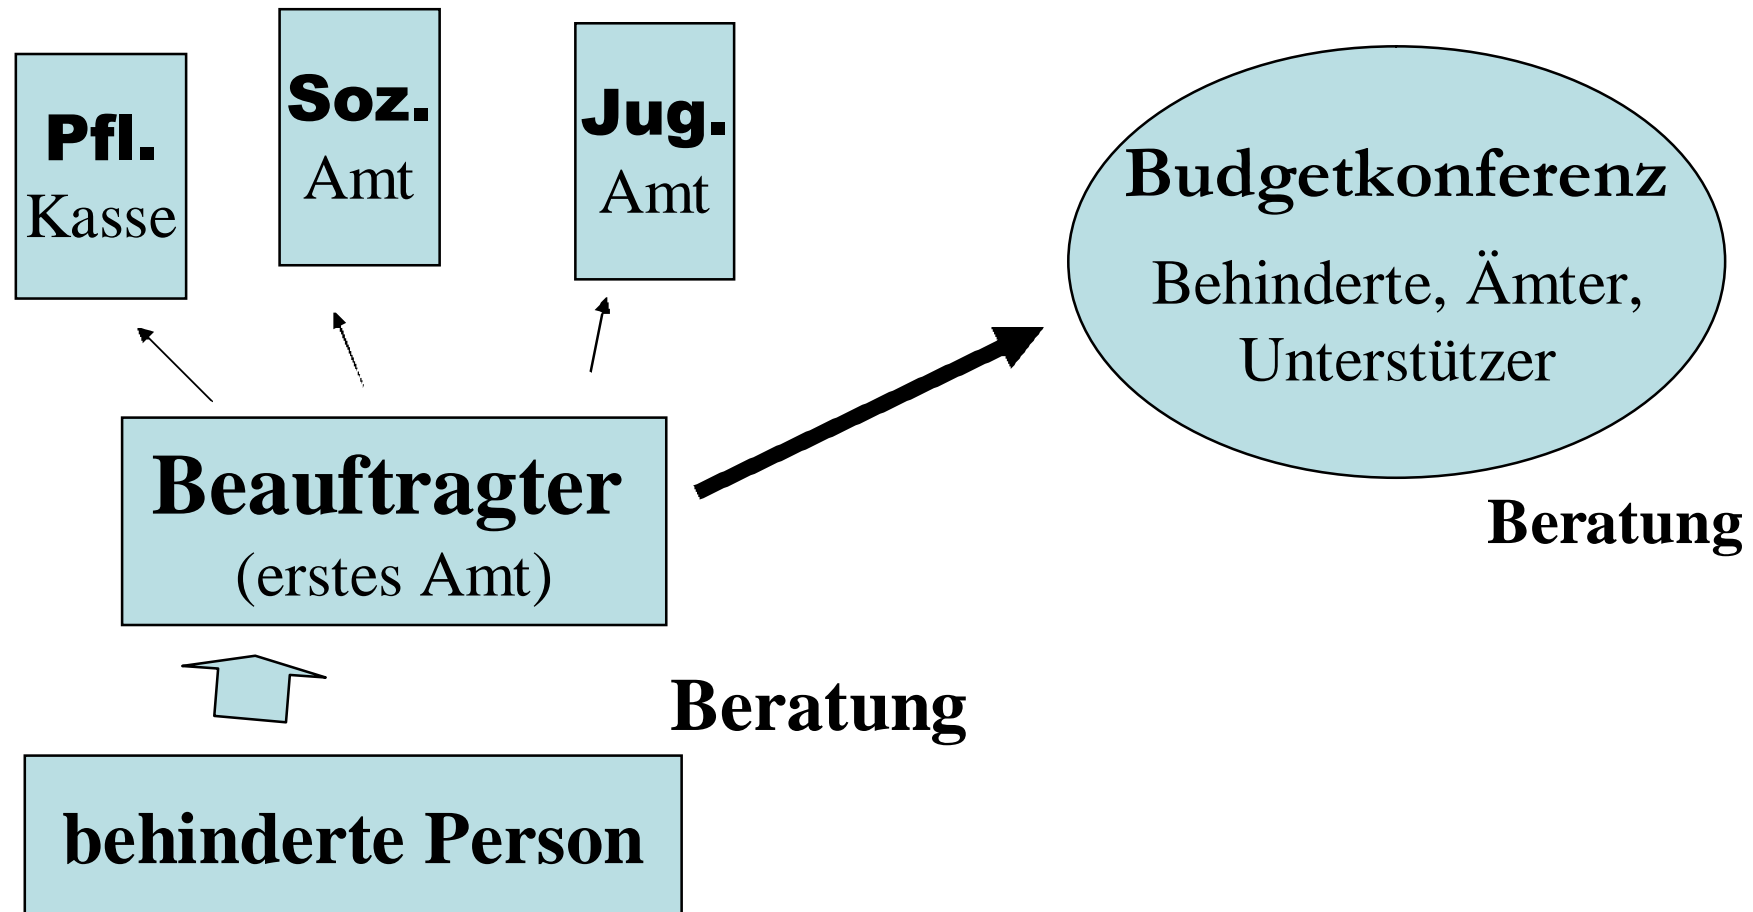 Pfl.
Kasse
Soz.
Amt
Jug.
Amt
Budgetkonferenz
Behinderte, Ämter,
Unterstützer
Beauftragter
(erstes Amt)
Beratung
Beratung
behinderte Person